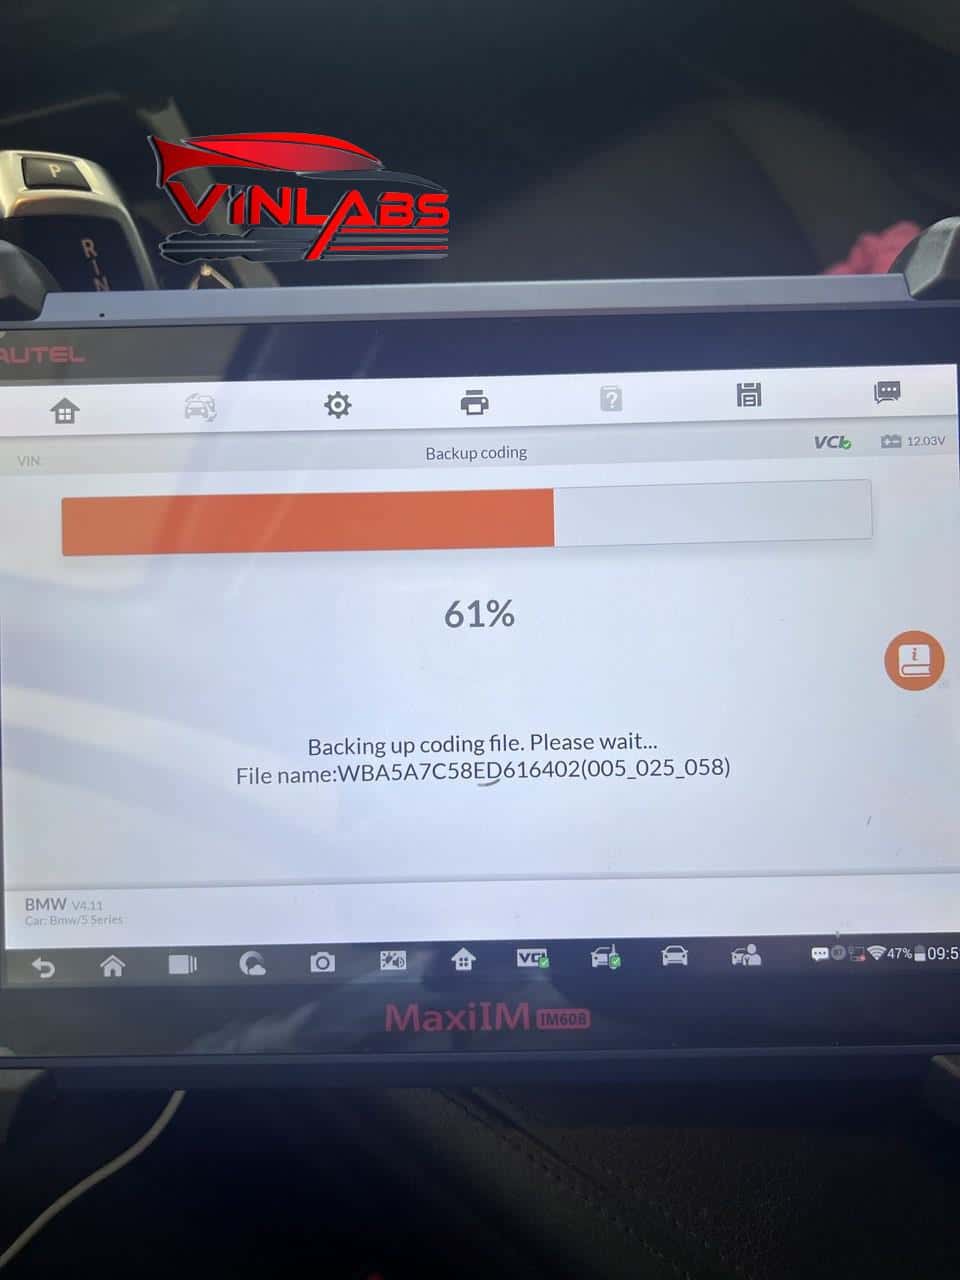 P
R
N
VINLABS
AUTEL
VCI
12.03V
VIN:
Backup coding
61%
Backing up coding file. Please wait...
File name:WBA5A7C58ED616402(005_025_058)
BMW V4.11
Car: Bmw/5 Series
VCI
47%
09:5
MaxiIM IM608